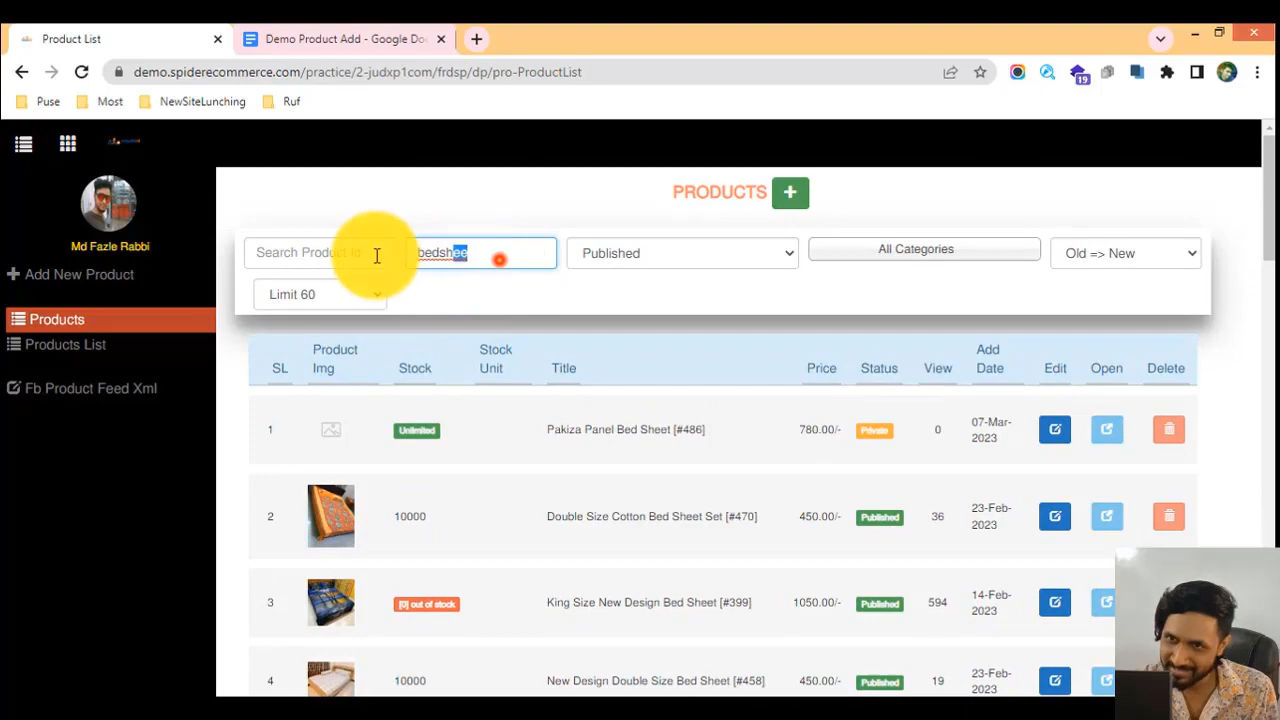 Product List
Demo Product Add - Google Do
demo.spiderecommerce.com/practice/2-judxp1com/frdsp/dp/pro-ProductList
19
Puse
Most
NewSiteLunching
Ruf
Md Fazle Rabbi
Add New Product
Products
Products List
Fb Product Feed Xml
PRODUCTS +
Search Product Id
bedshee
Published
All Categories
Old => New
Limit 60
SL
Product Img
Stock
Stock Unit
Title
Price
Status
View
Add Date
Edit
Open
Delete
1
Unlimited
Pakiza Panel Bed Sheet [#486]
780.00/-
Private
0
07-Mar-
2023
2
10000
Double Size Cotton Bed Sheet Set [#470]
450.00/-
Published
36
23-Feb-
2023
3
[0] out of stock
King Size New Design Bed Sheet [#399]
1050.00/-
Published
594
14-Feb-
2023
4
10000
New Design Double Size Bed Sheet [#458]
450.00/-
Published
19
23-Feb-
2023